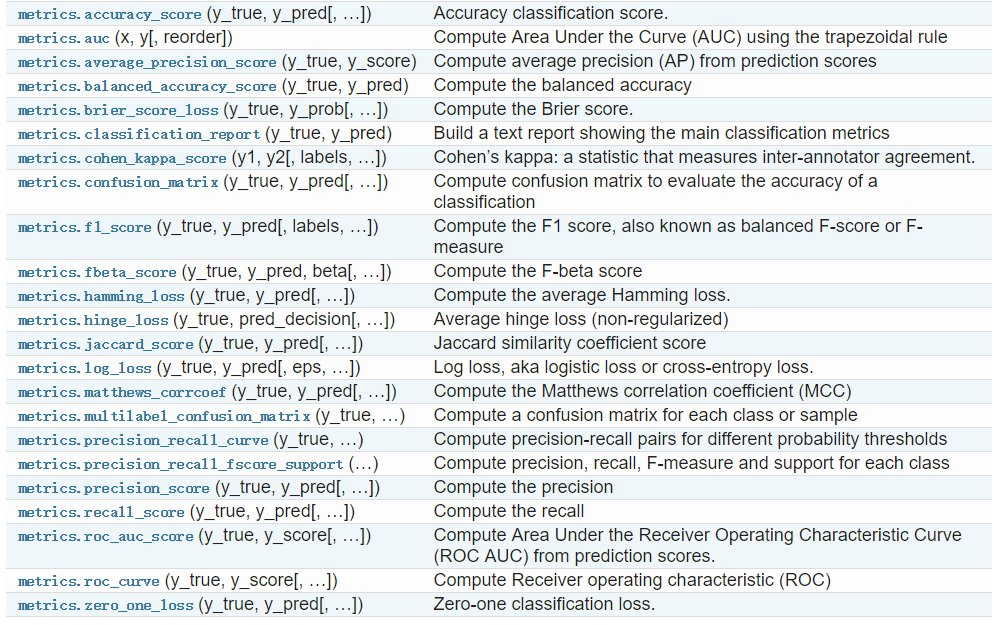 metrics.accuracy_score (y_true, y_pred[, …]) Accuracy classification score.
metrics.auc (x, y[, reorder]) Compute Area Under the Curve (AUC) using the trapezoidal rule
metrics.average_precision_score (y_true, y_score) Compute average precision (AP) from prediction scores
metrics.balanced_accuracy_score (y_true, y_pred) Compute the balanced accuracy
metrics.brier_score_loss (y_true, y_prob[, …]) Compute the Brier score.
metrics.classification_report (y_true, y_pred) Build a text report showing the main classification metrics
metrics.cohen_kappa_score (y1, y2[, labels, …]) Cohen’s kappa: a statistic that measures inter-annotator agreement.
metrics.confusion_matrix (y_true, y_pred[, …]) Compute confusion matrix to evaluate the accuracy of a
classification
metrics.f1_score (y_true, y_pred[, labels, …]) Compute the F1 score, also known as balanced F-score or F-
measure
metrics.fbeta_score (y_true, y_pred, beta[, …]) Compute the F-beta score
metrics.hamming_loss (y_true, y_pred[, …]) Compute the average Hamming loss.
metrics.hinge_loss (y_true, pred_decision[, …]) Average hinge loss (non-regularized)
metrics.jaccard_score (y_true, y_pred[, …]) Jaccard similarity coefficient score
metrics.log_loss (y_true, y_pred[, eps, …]) Log loss, aka logistic loss or cross-entropy loss.
metrics.matthews_corrcoef (y_true, y_pred[, …]) Compute the Matthews correlation coefficient (MCC)
metrics.multilabel_confusion_matrix (y_true, …) Compute a confusion matrix for each class or sample
metrics.precision_recall_curve (y_true, …) Compute precision-recall pairs for different probability thresholds
metrics.precision_recall_fscore_support (…) Compute precision, recall, F-measure and support for each class
metrics.precision_score (y_true, y_pred[, …]) Compute the precision
metrics.recall_score (y_true, y_pred[, …]) Compute the recall
metrics.roc_auc_score (y_true, y_score[, …]) Compute Area Under the Receiver Operating Characteristic Curve
(ROC AUC) from prediction scores.
metrics.roc_curve (y_true, y_score[, …]) Compute Receiver operating characteristic (ROC)
metrics.zero_one_loss (y_true, y_pred[, …]) Zero-one classification loss.